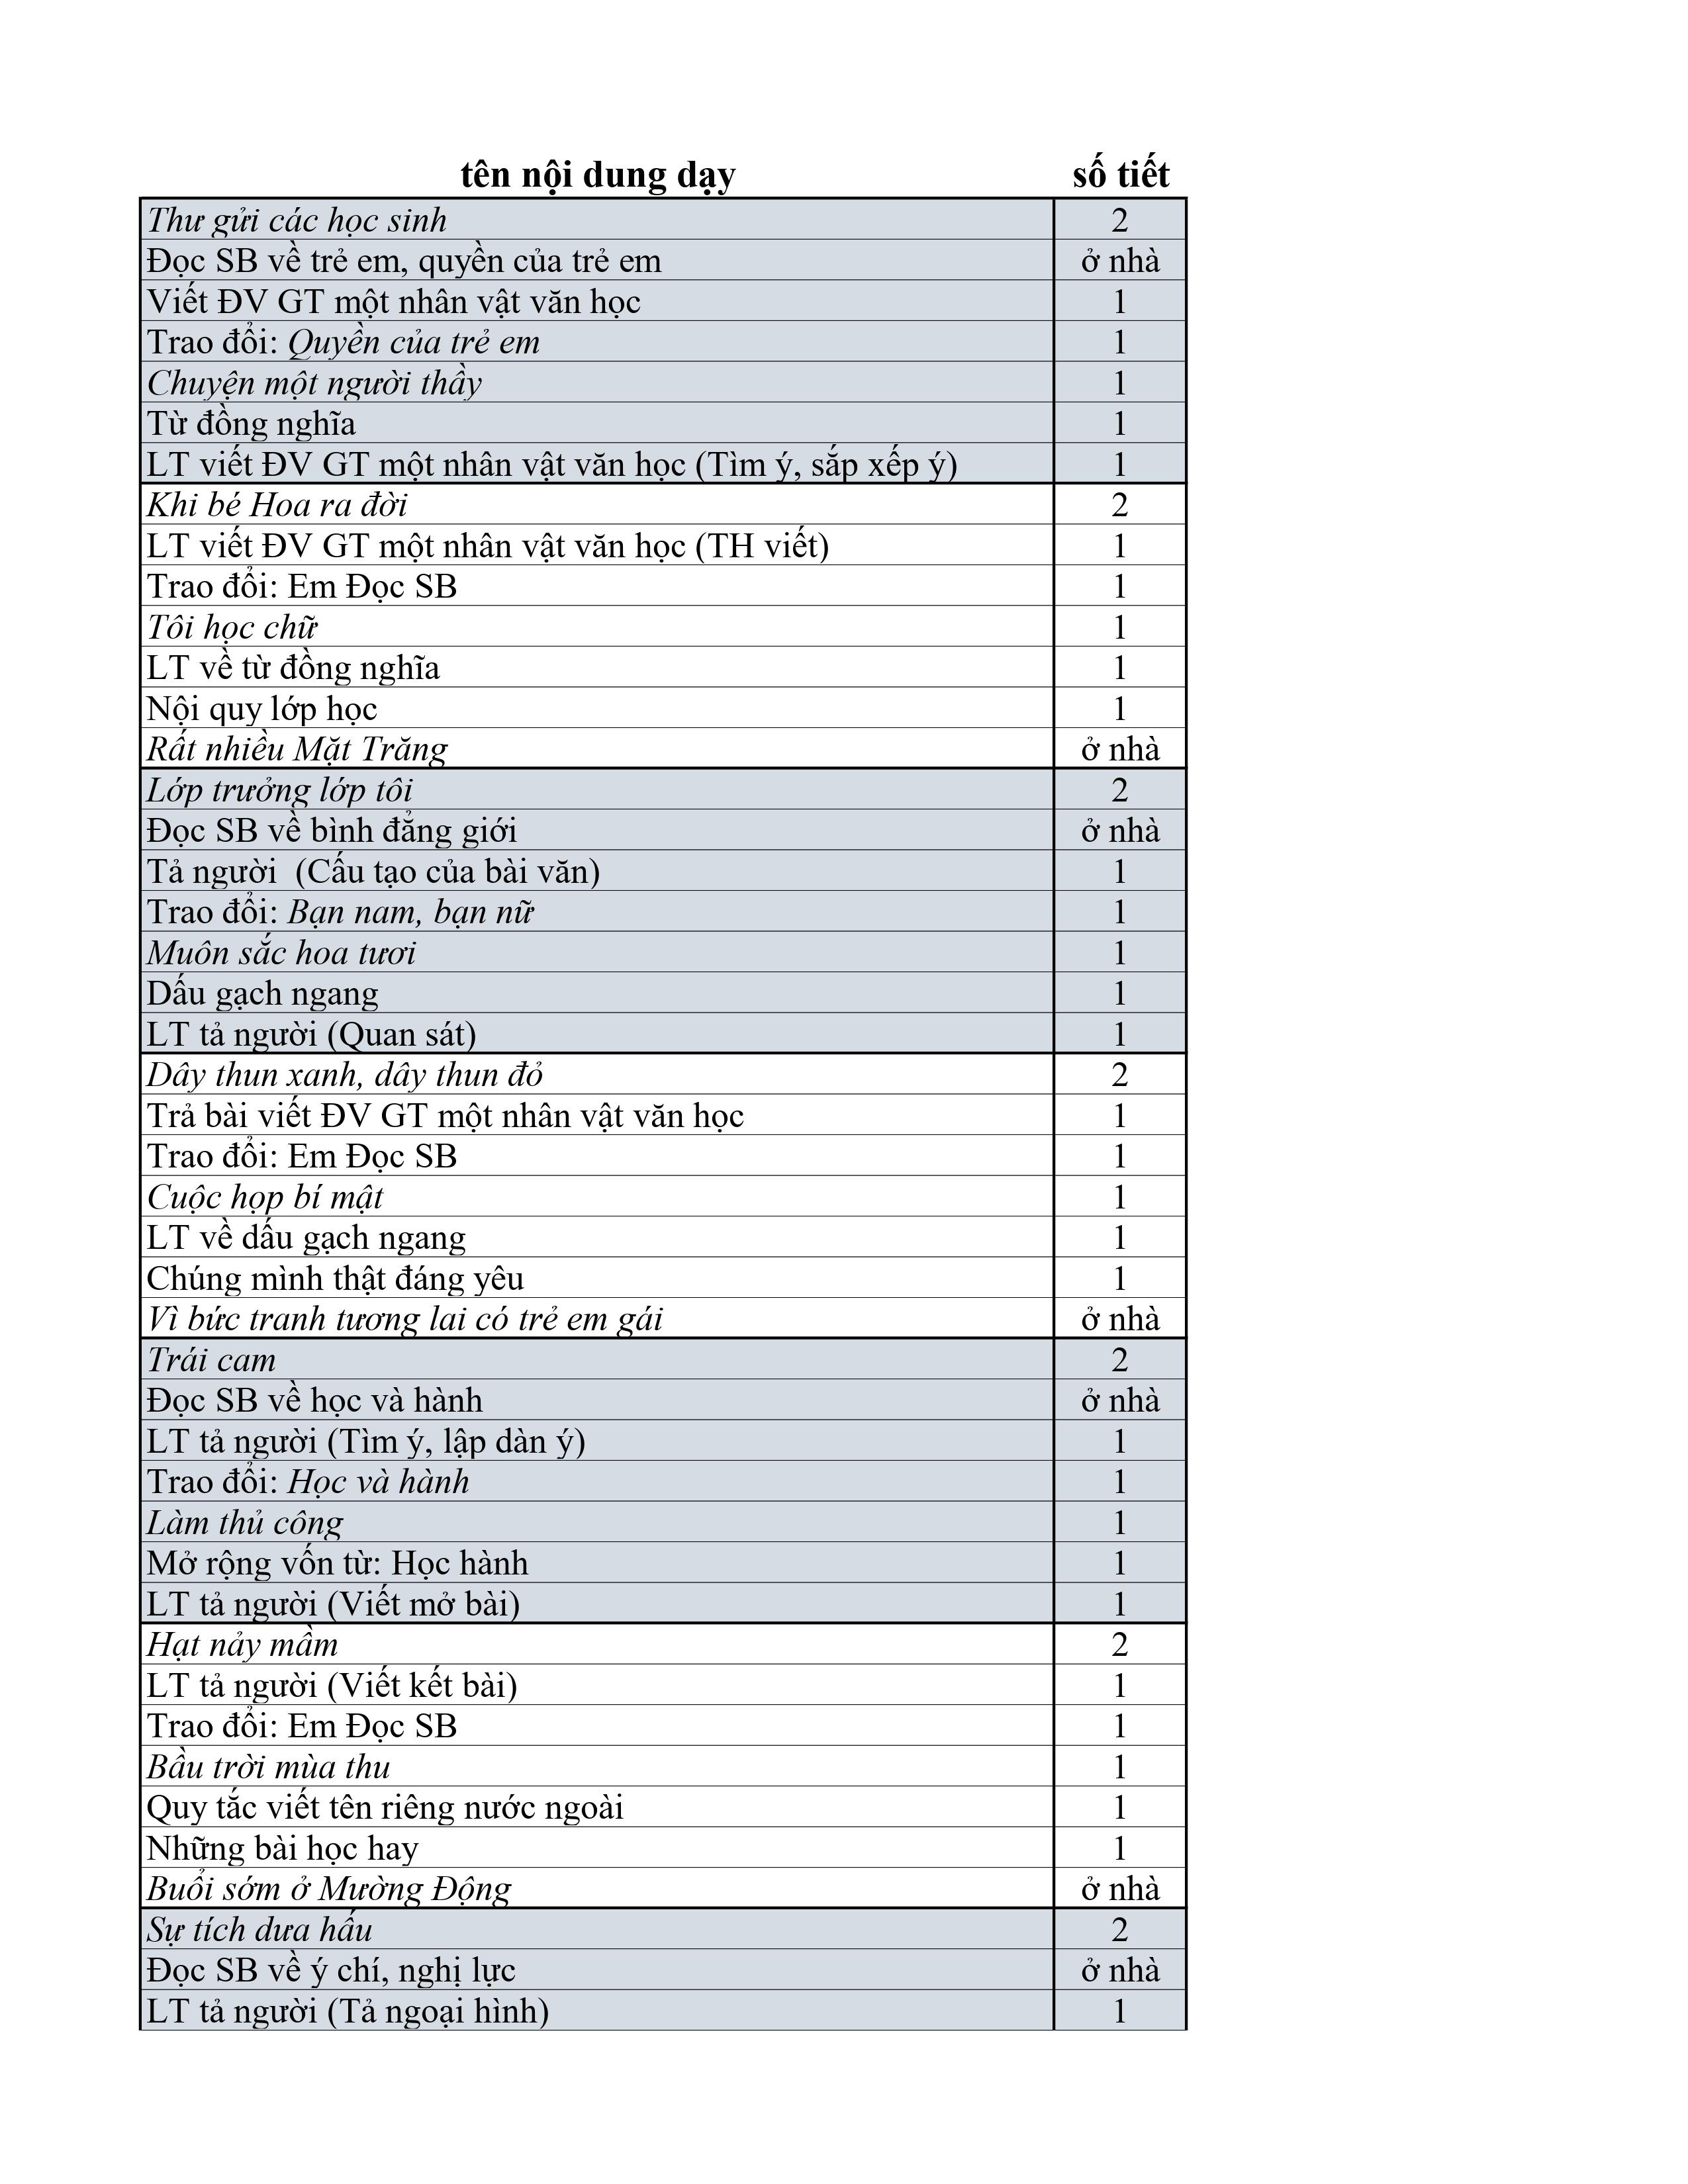 tên nội dung dạy số tiết
Thư gửi các học sinh 2
Đọc SB về trẻ em, quyền của trẻ em ở nhà
Viết ĐV GT một nhân vật văn học 1
Trao đổi: Quyền của trẻ em 1
Chuyện một người thầy 1
Từ đồng nghĩa 1
LT viết ĐV GT một nhân vật văn học (Tìm ý, sắp xếp ý) 1
Khi bé Hoa ra đời 2
LT viết ĐV GT một nhân vật văn học (TH viết) 1
Trao đổi: Em Đọc SB 1
Tôi học chữ 1
LT về từ đồng nghĩa 1
Nội quy lớp học 1
Rất nhiều Mặt Trăng ở nhà
Lớp trưởng lớp tôi 2
Đọc SB về bình đẳng giới ở nhà
Tả người (Cấu tạo của bài văn) 1
Trao đổi: Bạn nam, bạn nữ 1
Muôn sắc hoa tươi 1
Dấu gạch ngang 1
LT tả người (Quan sát) 1
Dây thun xanh, dây thun đỏ 2
Trả bài viết ĐV GT một nhân vật văn học 1
Trao đổi: Em Đọc SB 1
Cuộc họp bí mật 1
LT về dấu gạch ngang 1
Chúng mình thật đáng yêu 1
Vì bức tranh tương lai có trẻ em gái ở nhà
Trái cam 2
Đọc SB về học và hành ở nhà
LT tả người (Tìm ý, lập dàn ý) 1
Trao đổi: Học và hành 1
Làm thủ công 1
Mở rộng vốn từ: Học hành 1
LT tả người (Viết mở bài) 1
Hạt nảy mầm 2
LT tả người (Viết kết bài) 1
Trao đổi: Em Đọc SB 1
Bầu trời mùa thu 1
Quy tắc viết tên riêng nước ngoài 1
Những bài học hay 1
Buổi sớm ở Mường Động ở nhà
Sự tích dưa hấu 2
Đọc SB về ý chí, nghị lực ở nhà
LT tả người (Tả ngoại hình) 1